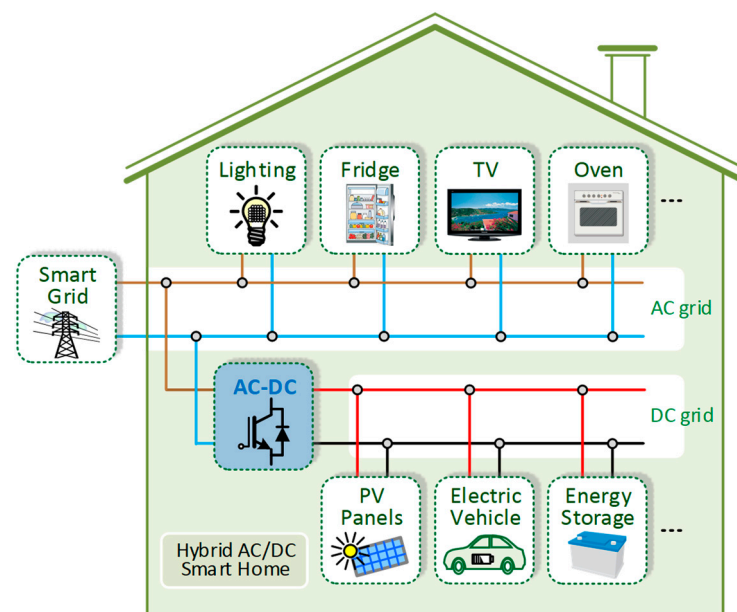 Lighting
Fridge
TV
Oven
...
Smart
Grid
AC grid
AC-DC
DC grid
PV
Panels
Electric
Vehicle
Energy
Storage
...
Hybrid AC/DC
Smart Home